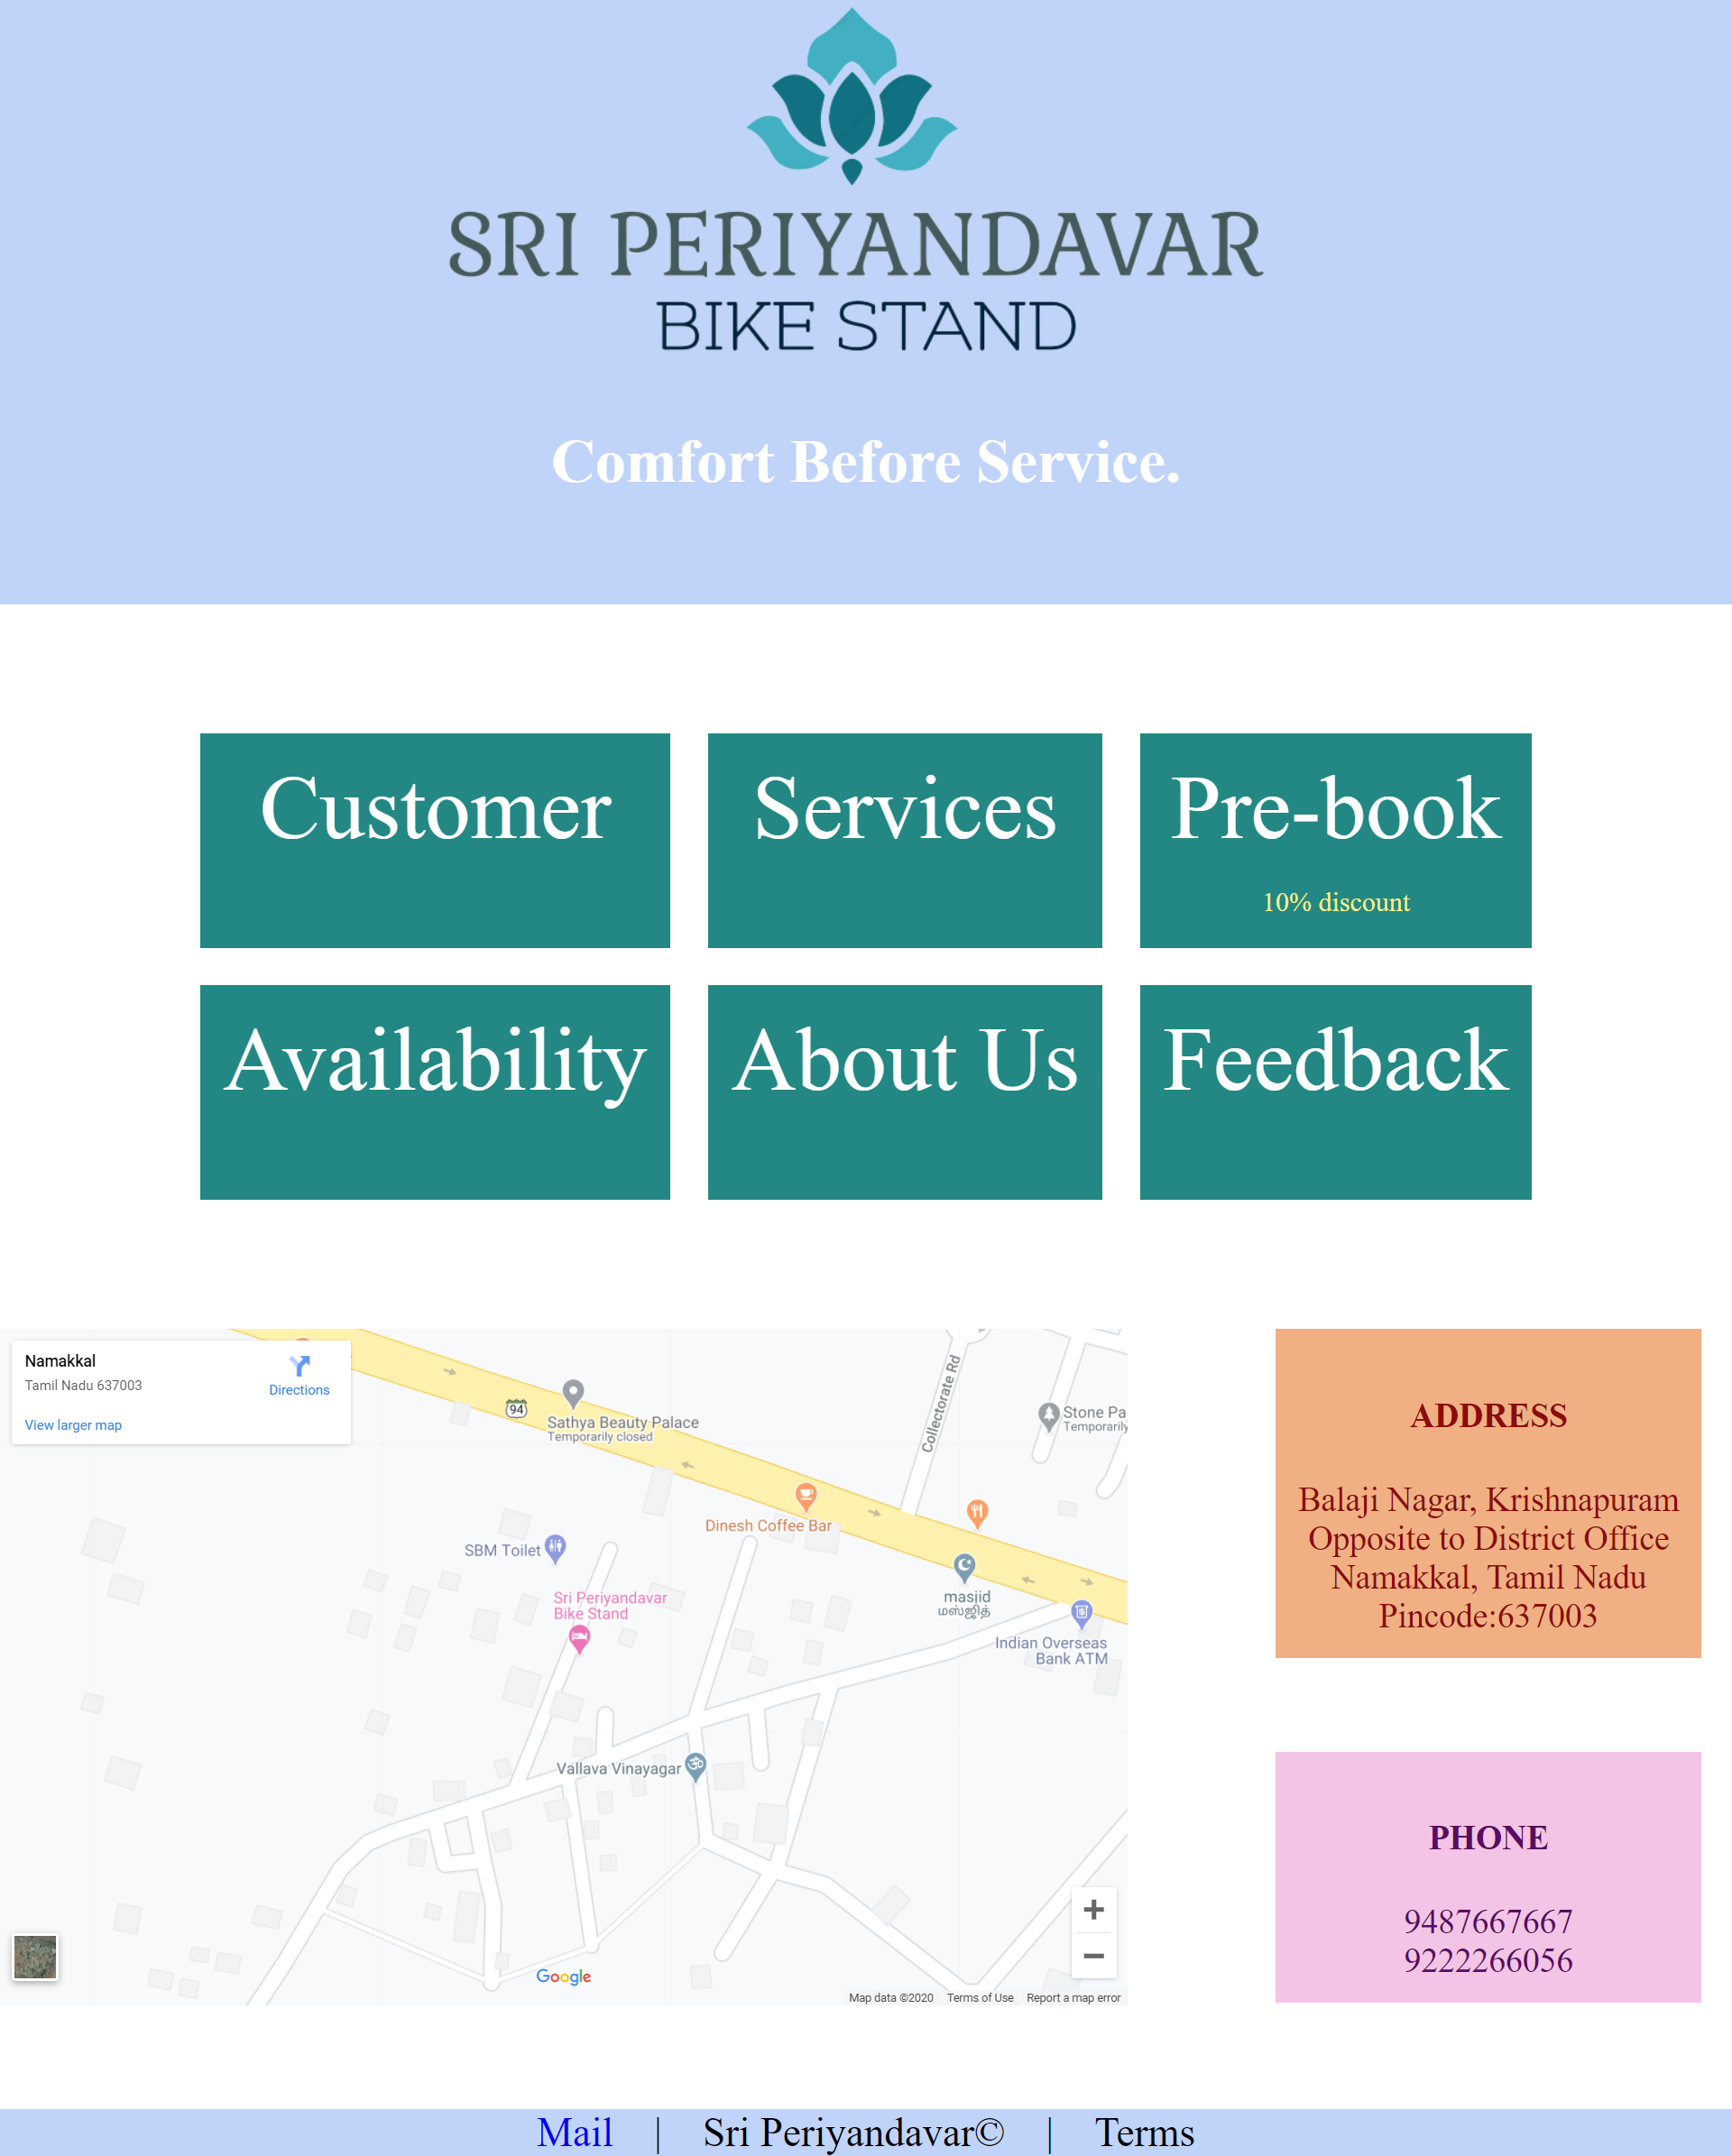 SRI PERIYANDAVAR
BIKE STAND
Comfort Before Service.
Customer
Services
Pre-book
10% discount
Availability
About Us
Feedback
Namakkal
Tamil Nadu 637003
Directions
View larger map
94
Sathya Beauty Palace
Temporarily closed
Collectorate Rd
Stone Pa
Temporarily
Dinesh Coffee Bar
SBM Toilet
Sri Periyandavar
Bike Stand
masjid
மஸ்ஜித்
Indian Overseas
Bank ATM
Vallava Vinayagar
Google
Map data ©2020
Terms of Use
Report a map error
ADDRESS
Balaji Nagar, Krishnapuram
Opposite to District Office
Namakkal, Tamil Nadu
Pincode:637003
PHONE
9487667667
9222266056
Mail | Sri Periyandavar© | Terms